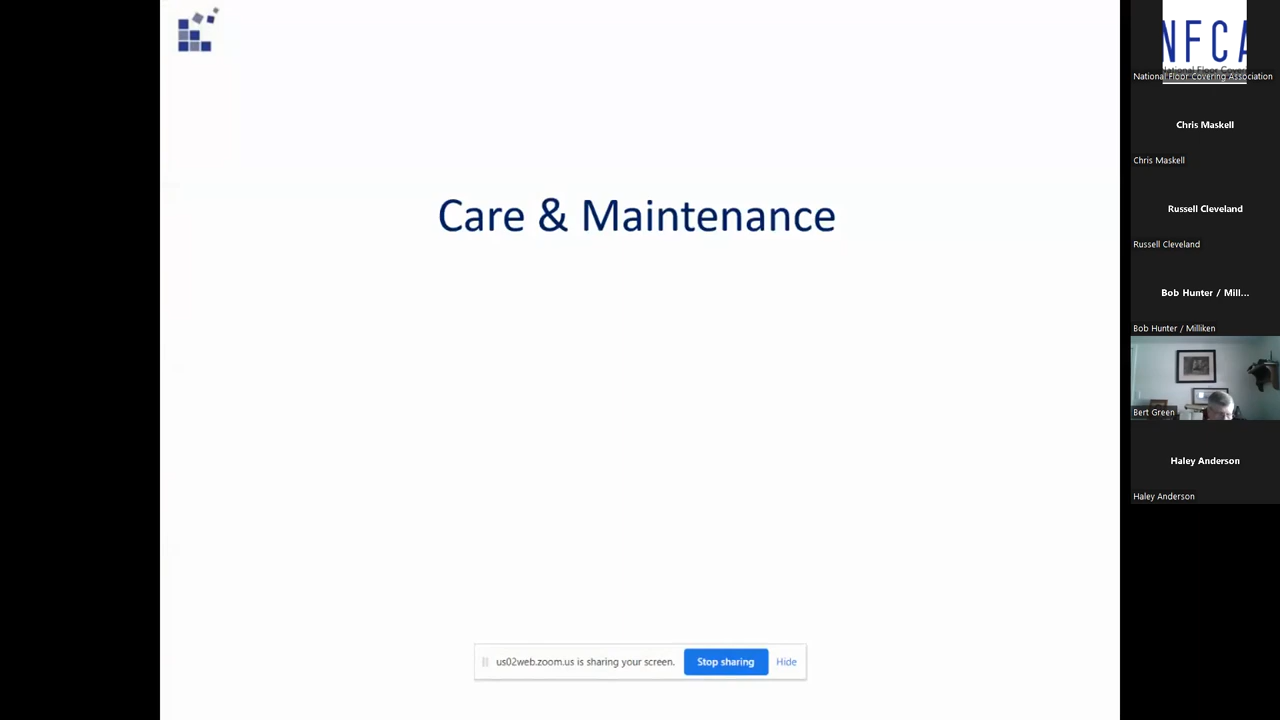 Care & Maintenance
us02web.zoom.us is sharing your screen.
Stop sharing
Hide
NFCA
National Floor Covering Association
Chris Maskell
Chris Maskell
Russell Cleveland
Russell Cleveland
Bob Hunter / Mill...
Bob Hunter / Milliken
Bert Green
Haley Anderson
Haley Anderson